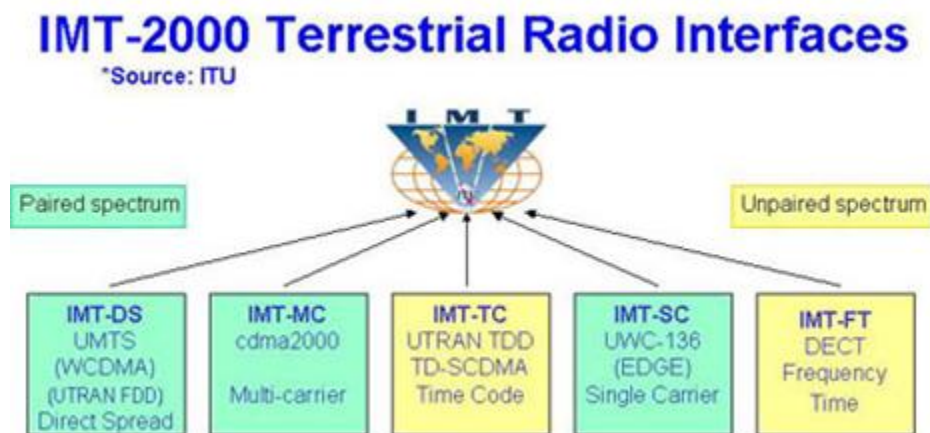 IMT-2000 Terrestrial Radio Interfaces
*Source: ITU
I M T
Paired spectrum
Unpaired spectrum
IMT-DS
UMTS
(WCDMA)
(UTRAN FDD)
Direct Spread
IMT-MC
cdma2000
Multi-carrier
IMT-TC
UTRAN TDD
TD-SCDMA
Time Code
IMT-SC
UWC-136
(EDGE)
Single Carrier
IMT-FT
DECT
Frequency
Time